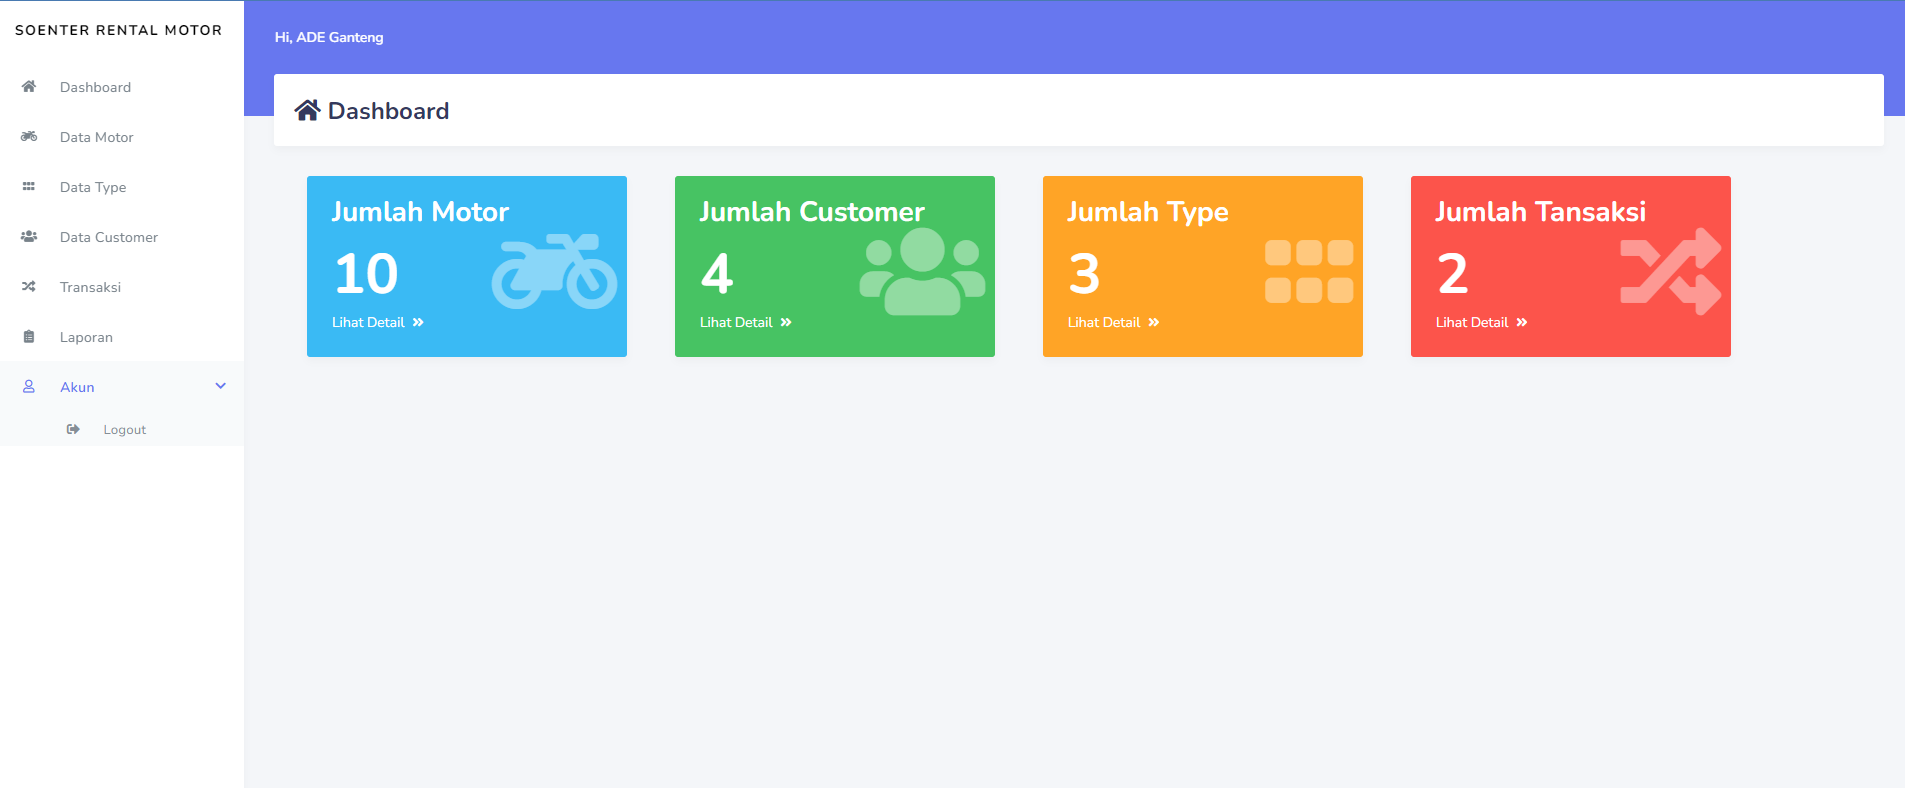 SOENTER RENTAL MOTOR
Dashboard
Data Motor
Data Type
Data Customer
Transaksi
Laporan
Akun
Logout
Hi, ADE Ganteng
Dashboard
Jumlah Motor
10
Lihat Detail
Jumlah Customer
4
Lihat Detail
Jumlah Type
3
Lihat Detail
Jumlah Tansaksi
2
Lihat Detail